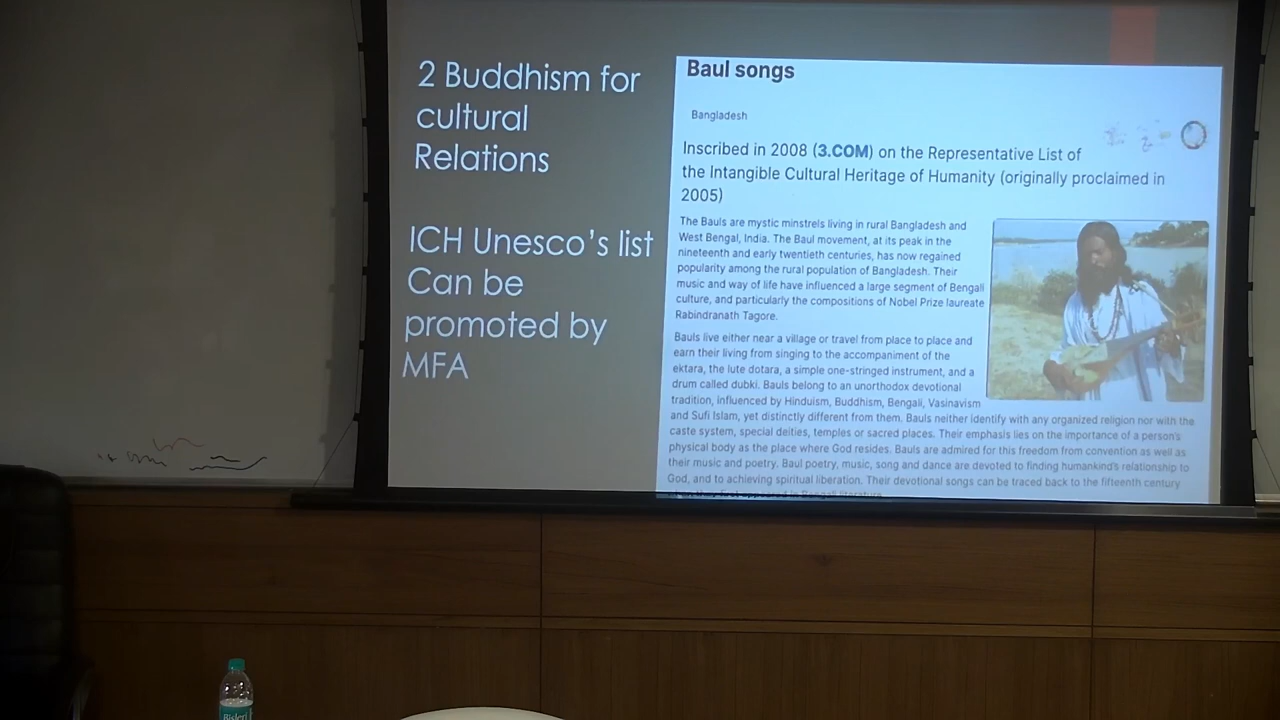 2 Buddhism for
cultural
Relations
ICH Unesco's list
Can be
promoted by
MFA
Baul songs
Bangladesh
Inscribed in 2008 (3.COM) on the Representative List of
the Intangible Cultural Heritage of Humanity (originally proclaimed in
2005)
The Bauls are mystic minstrels living in rural Bangladesh and
West Bengal, India. The Baul movement, at its peak in the
nineteenth and early twentieth centuries, has now regained
popularity among the rural population of Bangladesh. Their
music and way of life have influenced a large segment of Bengali
culture, and particularly the compositions of Nobel Prize laureate
Rabindranath Tagore.
Bauls live either near a village or travel from place to place and
earn their living from singing to the accompaniment of the
ektara, the lute dotara, a simple one-stringed instrument, and a
drum called dubki. Bauls belong to an unorthodox devotional
tradition, influenced by Hinduism, Buddhism, Bengali, Vasinavism
and Sufi Islam, yet distinctly different from them. Bauls neither identify with any organized religion nor with the
caste system, special deities, temples or sacred places. Their emphasis lies on the importance of a person's
physical body as the place where God resides. Bauls are admired for this freedom from convention as well as
their music and poetry. Baul poetry, music, song and dance are devoted to finding humankind's relationship to
God, and to achieving spiritual liberation. Their devotional songs can be traced back to the fifteenth century
appeared in Bengali literature.
Bisleri